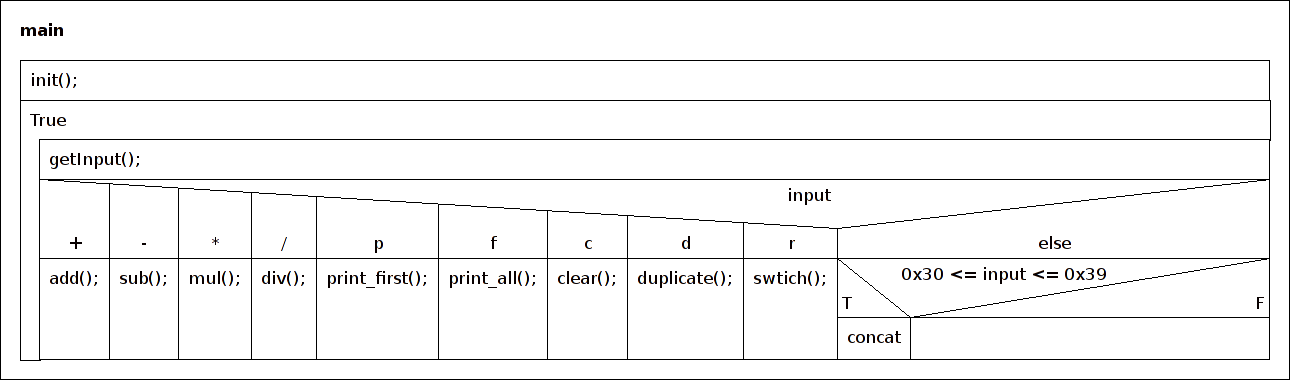 main
init();
True
getInput();
input
+ - * / p f c d r else
add(); sub(); mul(); div(); print_first(); print_all(); clear(); duplicate(); swtich(); 0x30 <= input <= 0x39
T F
concat